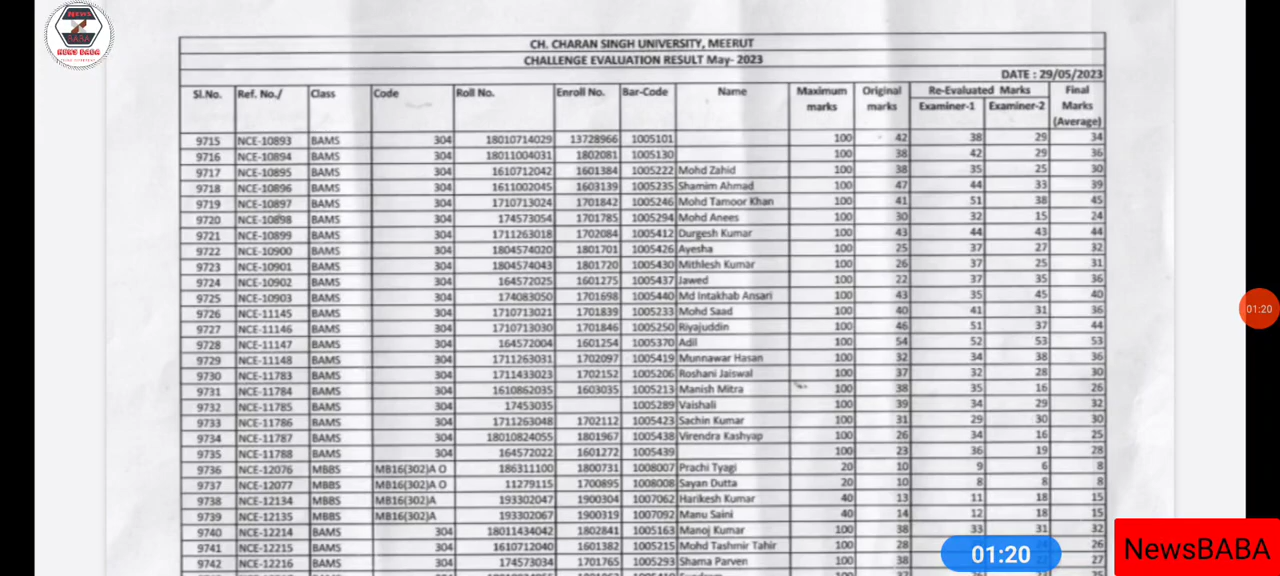 NEWS BABA
CH. CHARAN SINGH UNIVERSITY, MEERUT
CHALLENGE EVALUATION RESULT May- 2023
DATE : 29/05/2023
Sl.No. Ref. No./ Class Code Roll No. Enroll No. Bar-Code Name Maximum marks Original marks Re-Evaluated Marks Examiner-1 Examiner-2 Final Marks (Average)
9715 NCE-10893 BAMS 304 18010714029 13728966 1005101 100 42 38 29 34
9716 NCE-10894 BAMS 304 18011004031 1802081 1005130 100 38 42 29 36
9717 NCE-10895 BAMS 304 1610712042 1601384 1005222 Mohd Zahid 100 38 35 25 30
9718 NCE-10896 BAMS 304 1611002045 1603139 1005235 Shamim Ahmad 100 47 44 33 39
9719 NCE-10897 BAMS 304 1710713024 1701842 1005246 Mohd Tamoor Khan 100 41 51 38 45
9720 NCE-10898 BAMS 304 174573054 1701785 1005294 Mohd Anees 100 30 32 15 24
9721 NCE-10899 BAMS 304 1711263018 1702084 1005412 Durgesh Kumar 100 43 44 43 44
9722 NCE-10900 BAMS 304 1804574020 1801701 1005426 Ayesha 100 25 37 27 32
9723 NCE-10901 BAMS 304 1804574043 1801720 1005430 Mithlesh Kumar 100 26 37 25 31
9724 NCE-10902 BAMS 304 164572025 1601275 1005437 Jawed 100 22 37 35 36
9725 NCE-10903 BAMS 304 174083050 1701698 1005440 Md Intakhab Ansari 100 43 35 45 40
9726 NCE-11145 BAMS 304 1710713021 1701839 1005233 Mohd Saad 100 40 41 31 36
9727 NCE-11146 BAMS 304 1710713030 1701846 1005250 Riyajuddin 100 46 51 37 44
9728 NCE-11147 BAMS 304 164572004 1601254 1005370 Adil 100 54 52 53 53
9729 NCE-11148 BAMS 304 1711263031 1702097 1005419 Munnawar Hasan 100 32 34 38 36
9730 NCE-11783 BAMS 304 1711433023 1702152 1005206 Roshani Jaiswal 100 37 32 28 30
9731 NCE-11784 BAMS 304 1610862035 1603035 1005213 Manish Mitra 100 38 35 16 26
9732 NCE-11785 BAMS 304 17453035 1005289 Vaishali 100 39 34 29 32
9733 NCE-11786 BAMS 304 1711263048 1702112 1005423 Sachin Kumar 100 31 29 30 30
9734 NCE-11787 BAMS 304 18010824055 1801967 1005438 Virendra Kashyap 100 26 34 16 25
9735 NCE-11788 BAMS 304 164572022 1601272 1005439 100 23 36 19 28
9736 NCE-12076 MBBS MB16(302)A O 186311100 1800731 1008007 Prachi Tyagi 20 10 9 6 8
9737 NCE-12077 MBBS MB16(302)A O 11279115 1700895 1008008 Sayan Dutta 20 10 8 8 8
9738 NCE-12134 MBBS MB16(302)A 193302047 1900304 1007062 Harikesh Kumar 40 13 11 18 15
9739 NCE-12135 MBBS MB16(302)A 193302067 1900319 1007092 Manu Saini 40 14 12 18 15
9740 NCE-12214 BAMS 304 18011434042 1802841 1005163 Manoj Kumar 100 38 33 31 32
9741 NCE-12215 BAMS 304 1610712040 1601382 1005215 Mohd Tashmir Tahir 100 28 26
9742 NCE-12216 BAMS 304 174573034 1701765 1005293 Shama Parven 100 38 27
01:20
01:20
NewsBABA